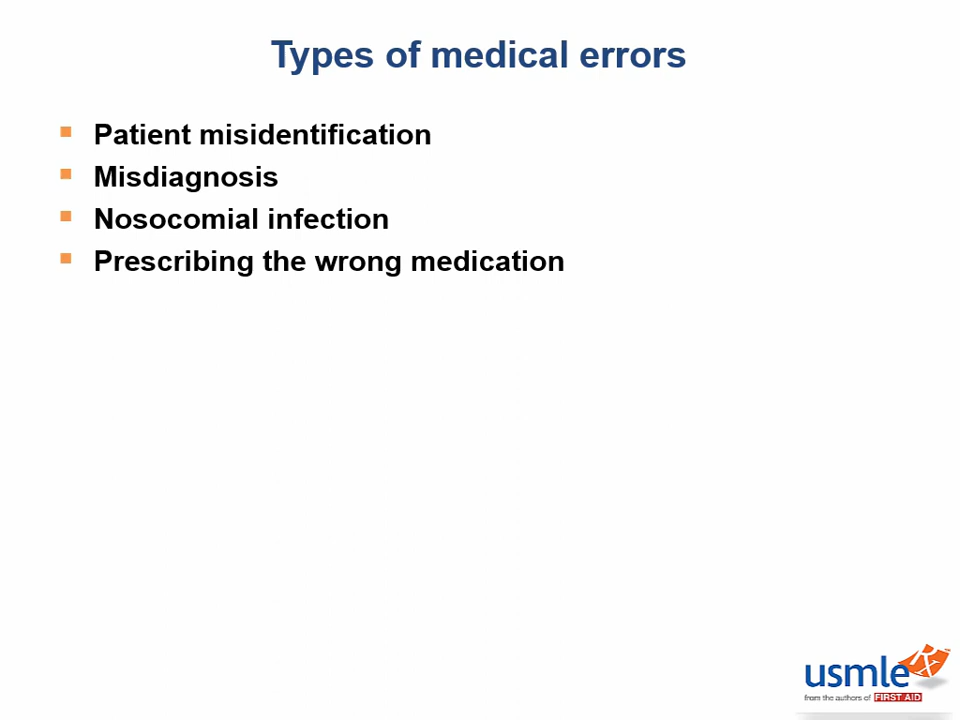 Types of medical errors
Patient misidentification
Misdiagnosis
Nosocomial infection
Prescribing the wrong medication
usmle Rx™
from the authors of FIRST AID